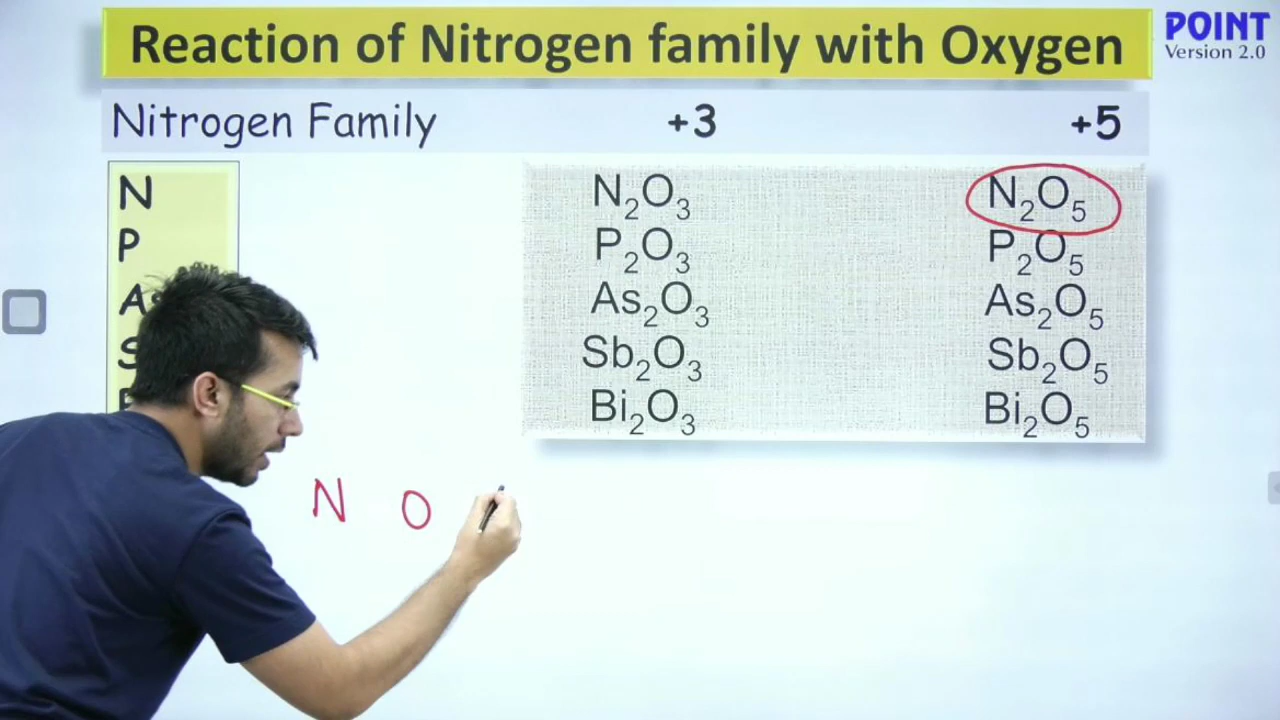 Reaction of Nitrogen family with Oxygen
POINT
Version 2.0
Nitrogen Family +3 +5
N N₂O₃ N₂O₅
P P₂O₃ P₂O₅
As As₂O₃ As₂O₅
Sb₂O₃ Sb₂O₅
Bi₂O₃ Bi₂O₅
N O